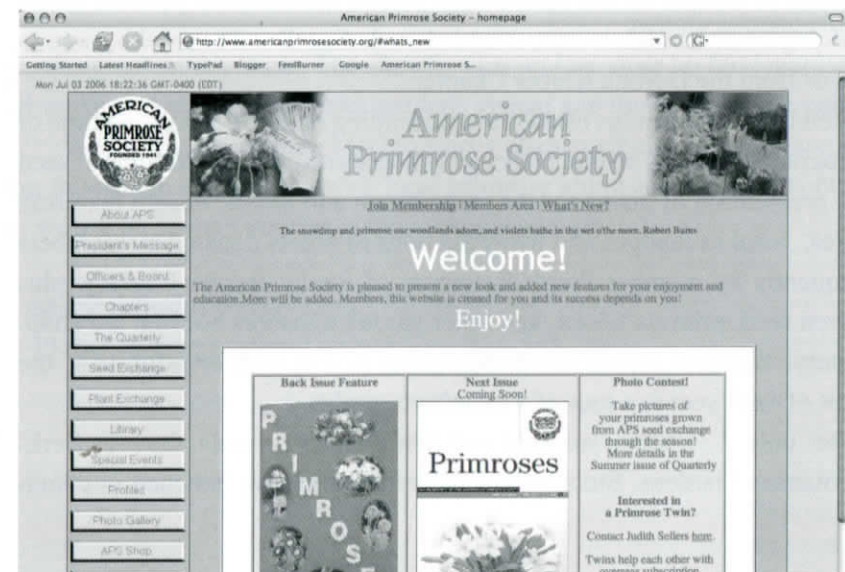 American Primrose Society – homepage
http://www.americanprimrosesociety.org/#whats_new
G
Getting Started Latest Headlines TypePad Blogger FeedBurner Google American Primrose S...
Mon Jul 03 2006 18:22:36 GMT-0400 (EDT)
AMERICAN
PRIMROSE
SOCIETY
FOUNDED 1941
American
Primrose Society
Join Membership | Members Area | What's New?
The snowdrop and primrose our woodlands adorn, and violets bathe in the wet o'the morn. Robert Burns
Welcome!
The American Primrose Society is pleased to present a new look and added new features for your enjoyment and
education.More will be added. Members, this website is created for you and its success depends on you!
Enjoy!
About APS
President's Message
Officers & Board
Chapters
The Quarterly
Seed Exchange
Plant Exchange
Library
Special Events
Profiles
Photo Gallery
APS Shop
Back Issue Feature
PRIMROSE
Next Issue
Coming Soon!
Primroses
Photo Contest!
Take pictures of
your primroses grown
from APS seed exchange
through the season!
More details in the
Summer issue of Quarterly
Interested in
a Primrose Twin?
Contact Judith Sellers here.
Twins help each other with
overseas subscription